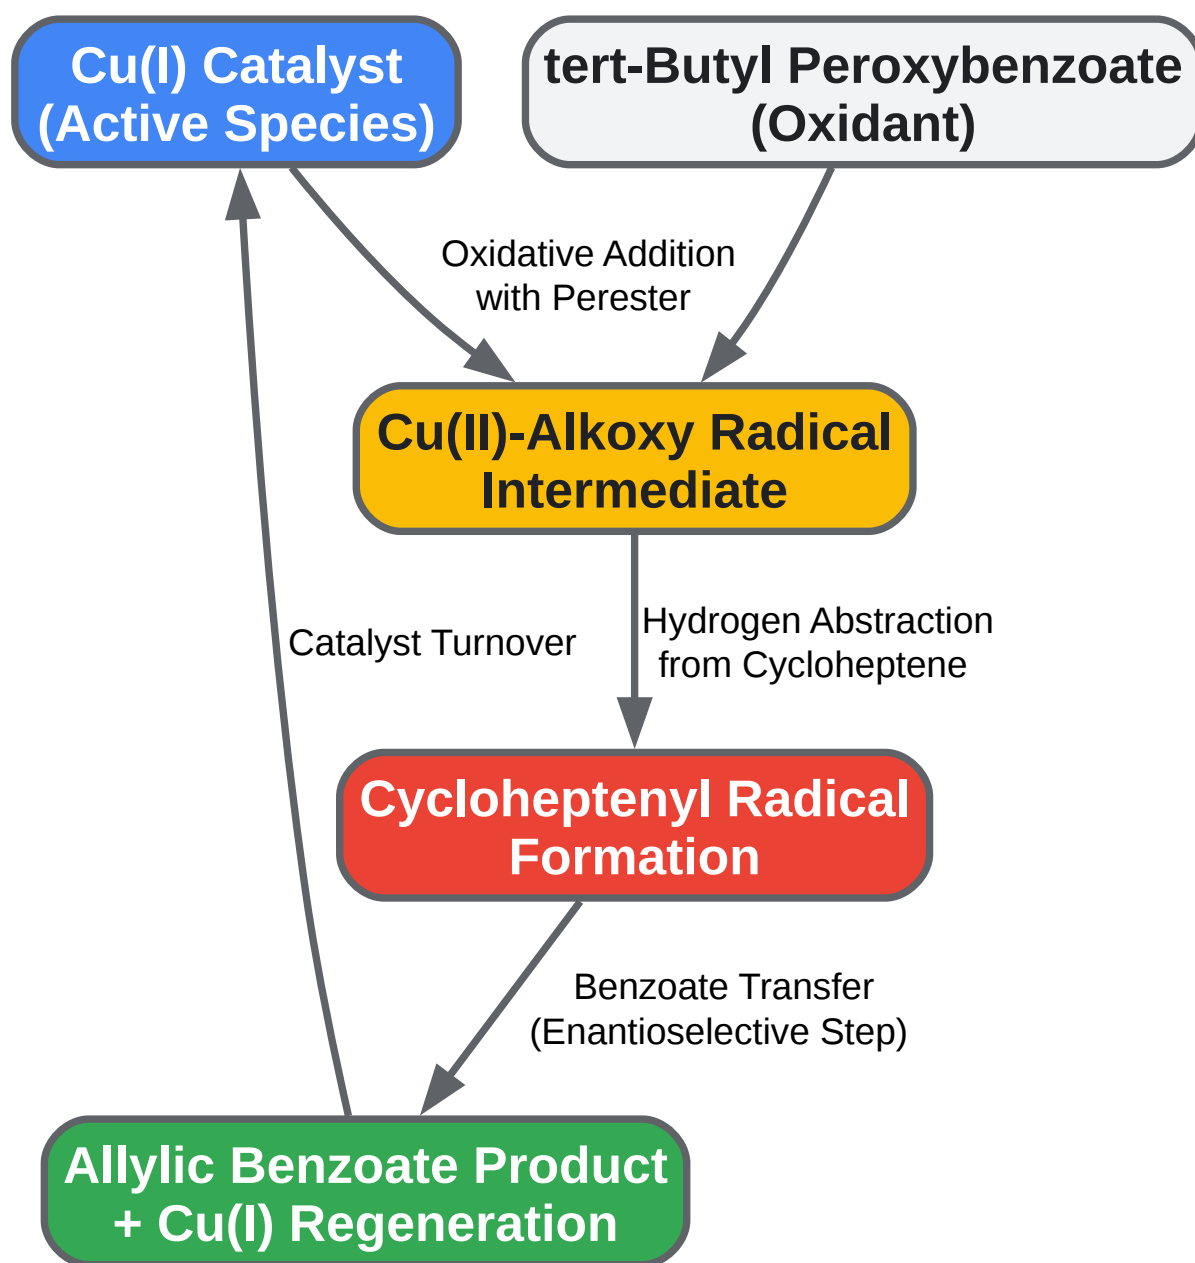 Cu(I) Catalyst
(Active Species)
tert-Butyl Peroxybenzoate
(Oxidant)
Oxidative Addition
with Perester
Cu(II)-Alkoxy Radical
Intermediate
Catalyst Turnover
Hydrogen Abstraction
from Cycloheptene
Cycloheptenyl Radical
Formation
Benzoate Transfer
(Enantioselective Step)
Allylic Benzoate Product
+ Cu(I) Regeneration